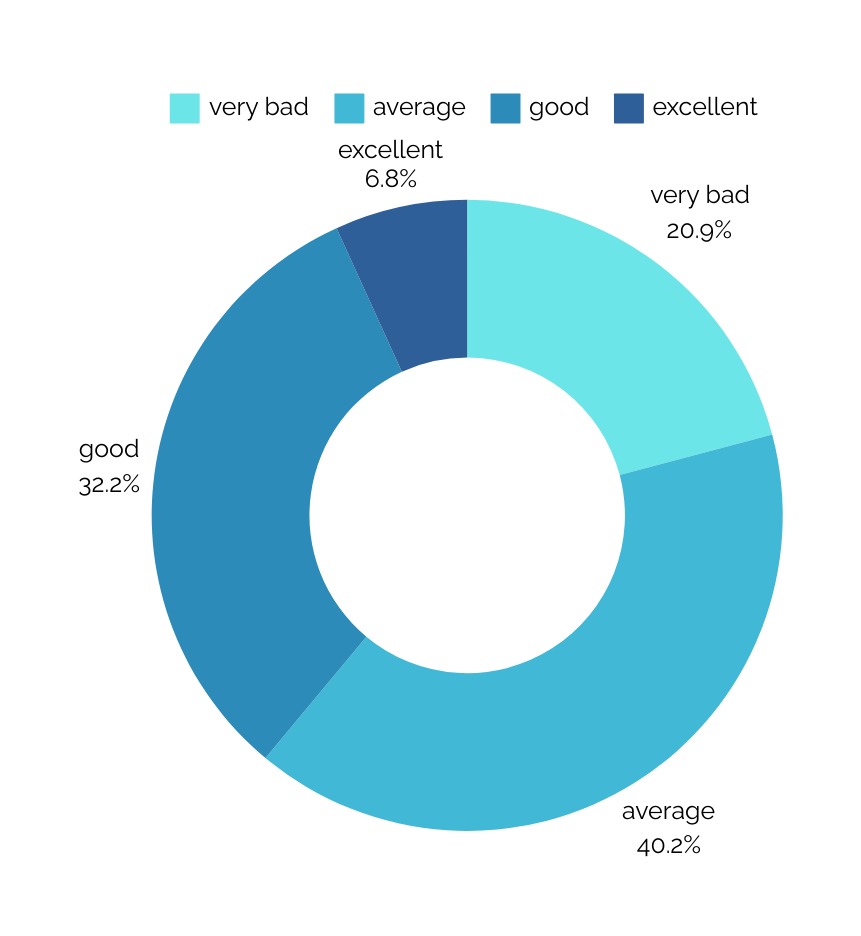 very bad average good excellent
excellent
6.8%
very bad
20.9%
good
32.2%
average
40.2%